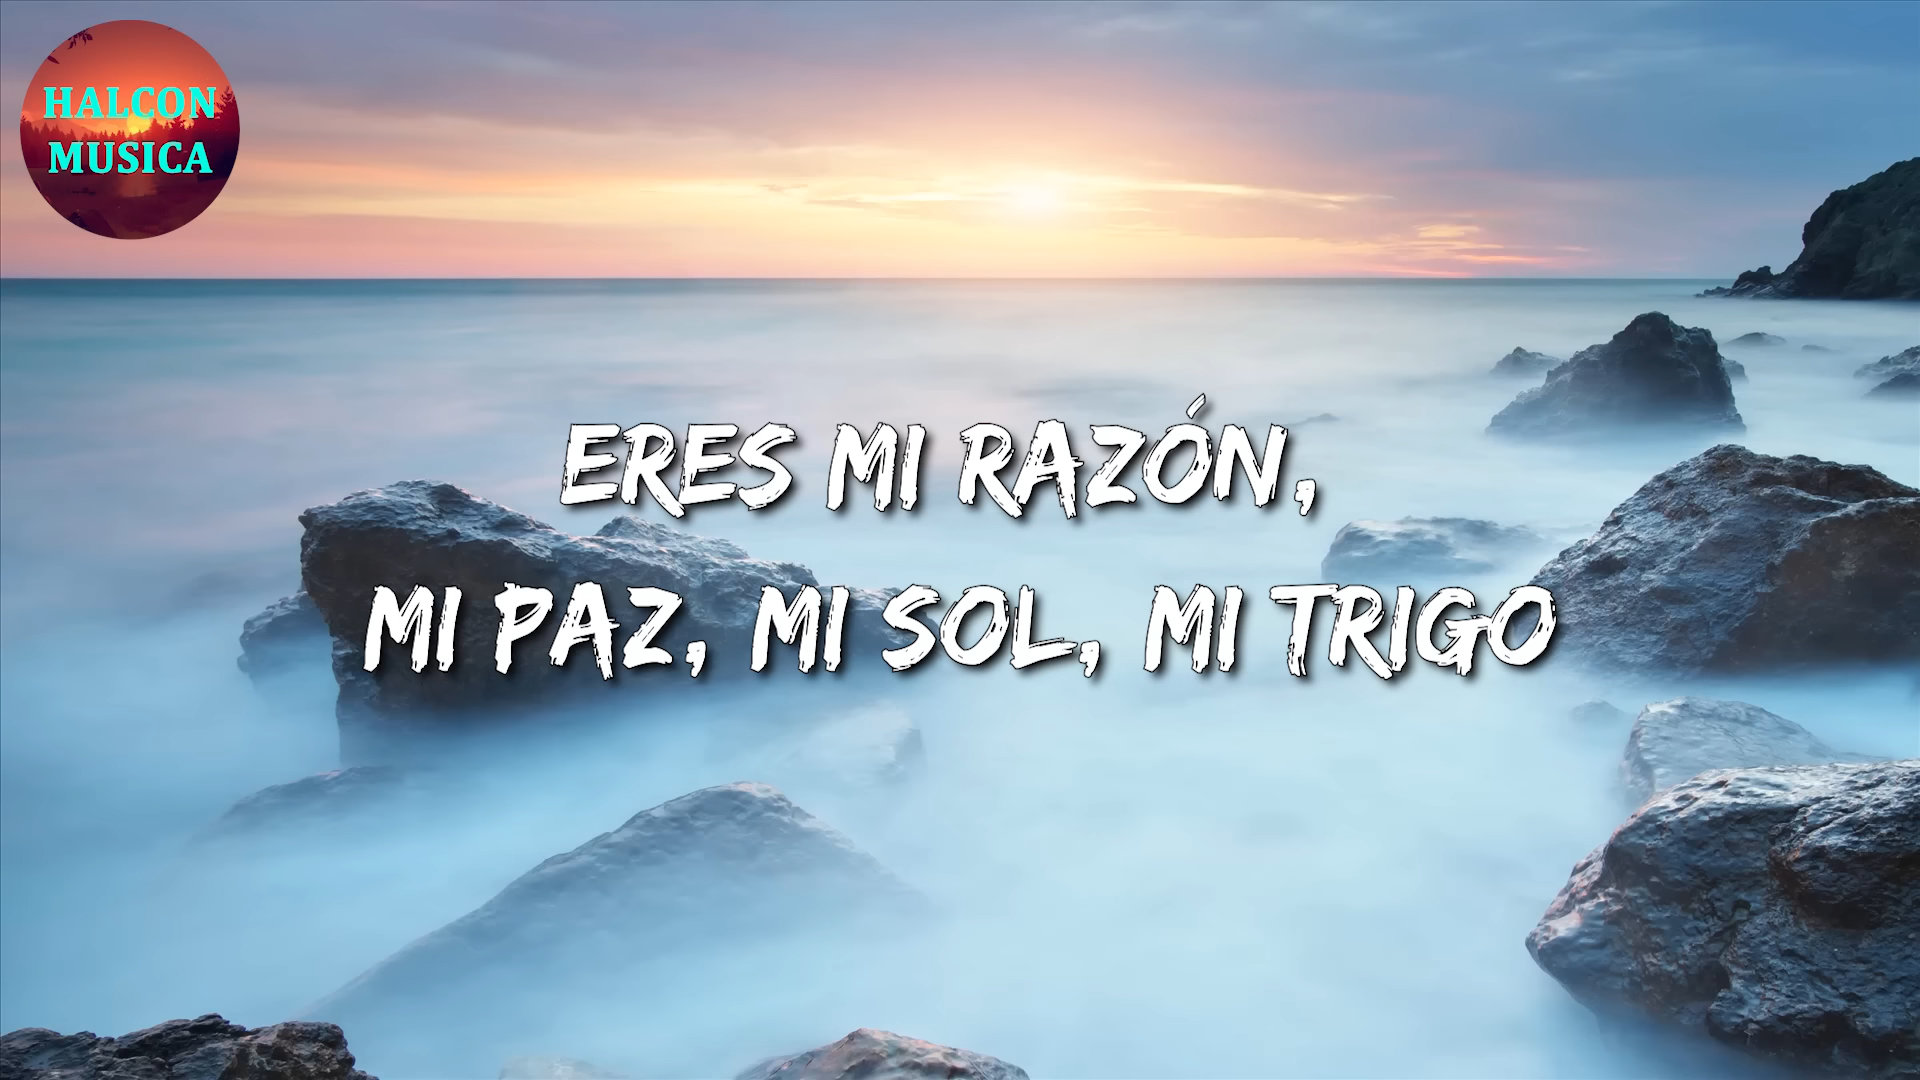 HALCON
MUSICA
ERES MI RAZÓN,
MI PAZ, MI SOL, MI TRIGO